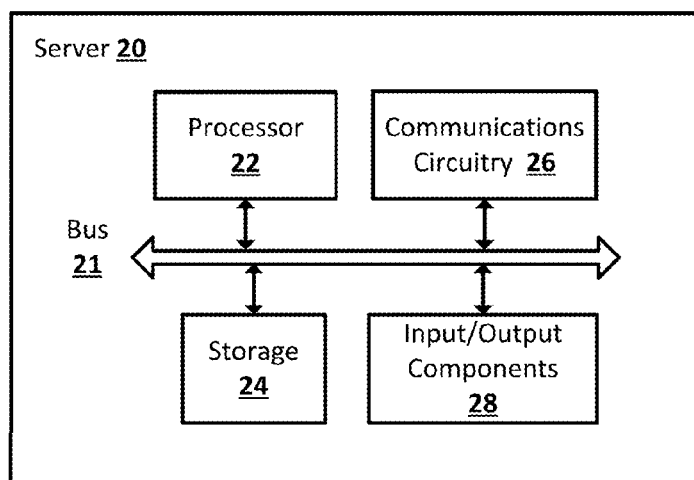 Server 20
Processor
22
Communications
Circuitry 26
Bus
21
Storage
24
Input/Output
Components
28